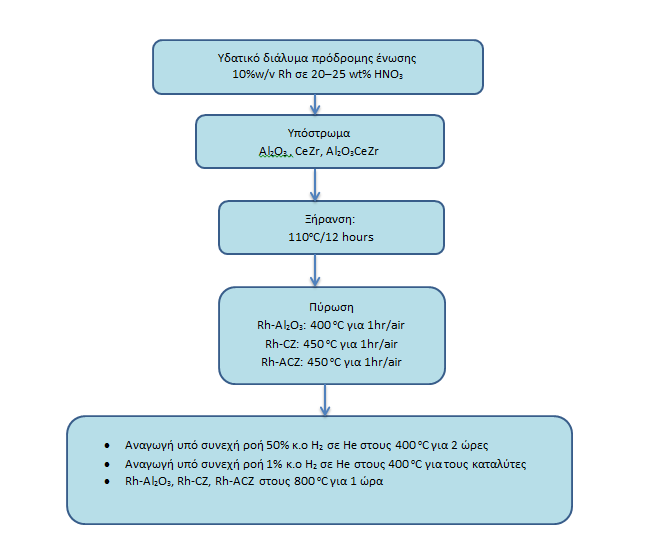 Υδατικό διάλυμα πρόδρομης ένωσης
10%w/v Rh σε 20–25 wt% HNO₃
Υπόστρωμα
Al₂O₃ , CeZr, Al₂O₃CeZr
Ξήρανση:
110°C/12 hours
Πύρωση
Rh-Al₂O₃: 400 °C για 1hr/air
Rh-CZ: 450 °C για 1hr/air
Rh-ACZ: 450 °C για 1hr/air
• Αναγωγή υπό συνεχή ροή 50% κ.ο H₂ σε He στους 400 °C για 2 ώρες
• Αναγωγή υπό συνεχή ροή 1% κ.ο H₂ σε He στους 400 °C για τους καταλύτες
• Rh-Al₂O₃, Rh-CZ, Rh-ACZ στους 800 °C για 1 ώρα